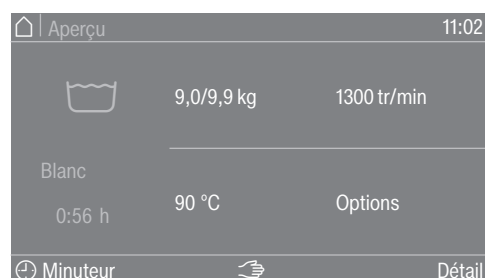 Aperçu 11:02
9,0/9,9 kg 1300 tr/min
Blanc
0:56 h
90 °C Options
Minuteur Détail